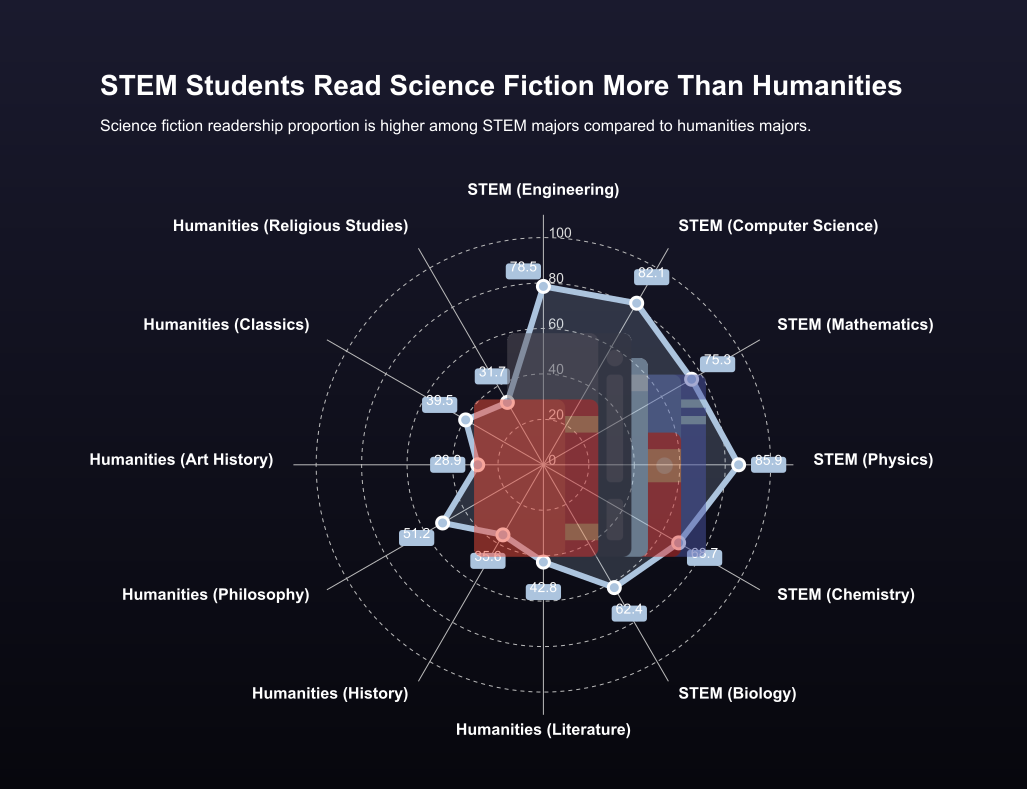 STEM Students Read Science Fiction More Than Humanities
Science fiction readership proportion is higher among STEM majors compared to humanities majors.
STEM (Engineering)
Humanities (Religious Studies)
STEM (Computer Science)
100
78.5
82.1
80
Humanities (Classics)
STEM (Mathematics)
60
75.3
40
31.7
39.5
20
Humanities (Art History)
28.9
0
85.9
STEM (Physics)
51.2
42.8
62.4
Humanities (Philosophy)
STEM (Chemistry)
Humanities (History)
STEM (Biology)
Humanities (Literature)